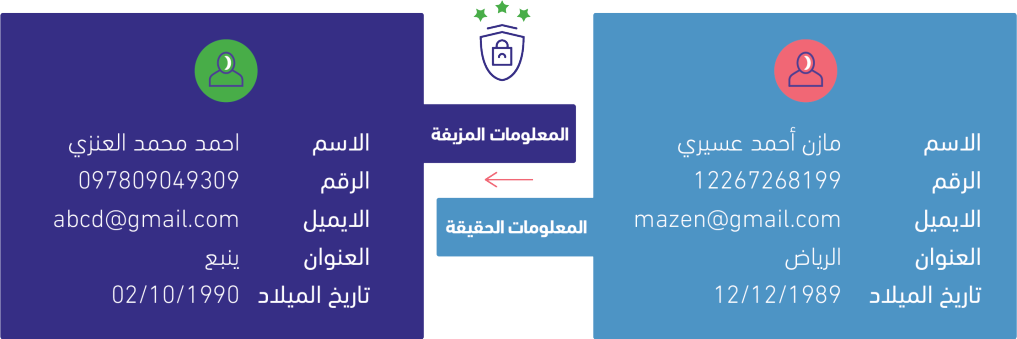 الاسم مازن أحمد عسيري
الرقم 12267268199
الايميل mazen@gmail.com
العنوان الرياض
تاريخ الميلاد 12/12/1989
المعلومات المزيفة
المعلومات الحقيقة
الاسم احمد محمد العنزي
الرقم 097809049309
الايميل abcd@gmail.com
العنوان ينبع
تاريخ الميلاد 02/10/1990